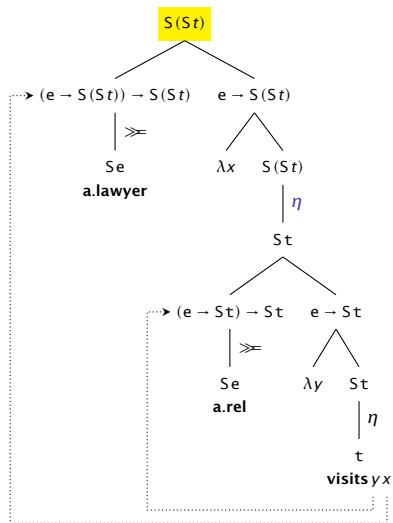 S(St)
(e → S(St)) → S(St) e → S(St)
≫=
Se λx S(St)
a.lawyer
η
St
(e → St) → St e → St
≫=
Se λy St
a.rel
η
t
visits y x